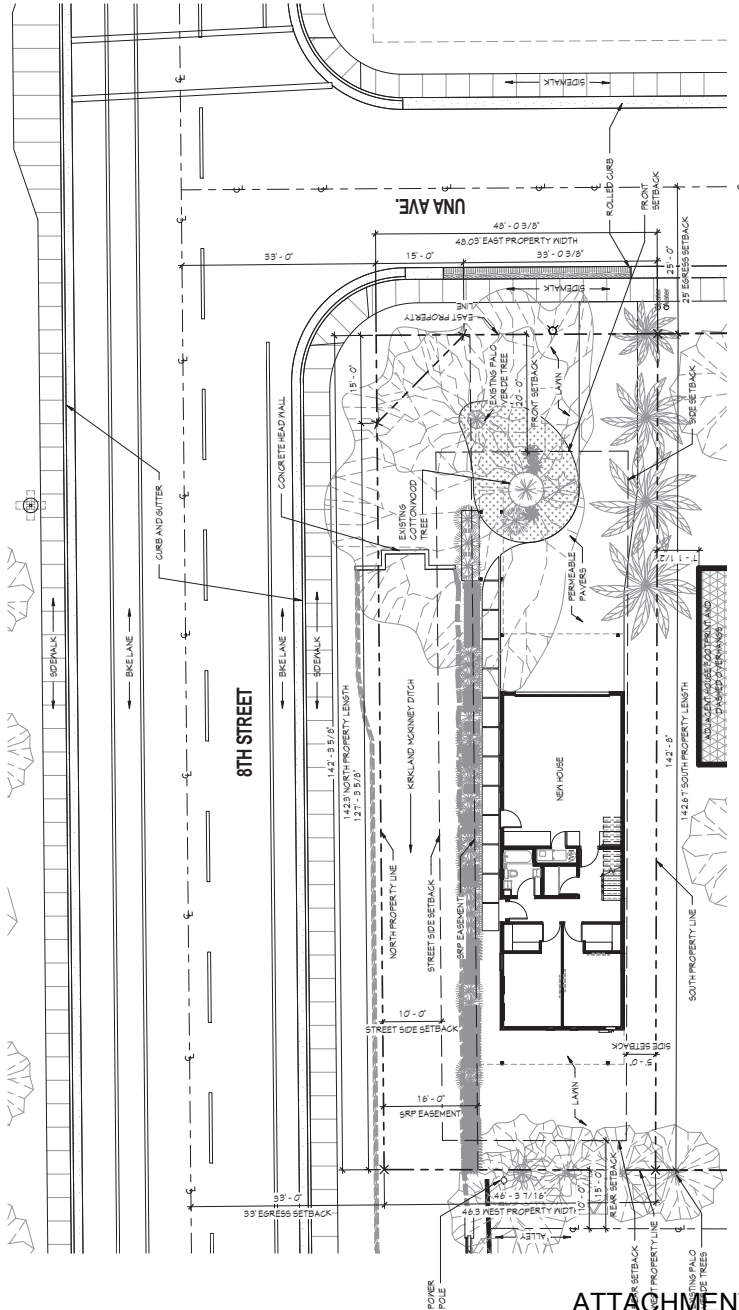 SIDEWALK
UNA AVE.
ROLLED CURB
FRONT
SETBACK
48' - 0 3/8"
48.03' EAST PROPERTY WIDTH
33' - 0"
15' - 0"
33' - 0 3/8"
25' - 0"
25' EGRESS SETBACK
SIDEWALK
EAST PROPERTY
LINE
15' - 0"
EXISTING PALO
VERDE TREE
20' - 0"
FRONT SETBACK
LAWN
SIDE SETBACK
CONCRETE HEAD WALL
EXISTING
COTTONWOOD
TREE
CURB AND GUTTER
PERMEABLE
PAVERS
7' - 1 1/2"
SIDEWALK
BIKE LANE
BIKE LANE
SIDEWALK
ADJACENT HOUSE FOOTPRINT AND
DASHED OVERHANGS
8TH STREET
142' - 3 5/8"
142.3' NORTH PROPERTY LENGTH
127' - 3 5/8"
KIRKLAND MCKINNEY DITCH
NEW HOUSE
142' - 8"
142.67' SOUTH PROPERTY LENGTH
NORTH PROPERTY LINE
STREET SIDE SETBACK
SRP EASEMENT
SOUTH PROPERTY LINE
10' - 0"
STREET SIDE SETBACK
SIDE SETBACK
5' - 0"
16' - 0"
SRP EASEMENT
LAWN
33' - 0"
33' EGRESS SETBACK
46' - 3 7/16"
46.3 WEST PROPERTY WIDTH
10' - 0"
15' - 0"
REAR SETBACK
ALLEY
POWER
POLE
REAR SETBACK
WEST PROPERTY LINE
EXISTING PALO
VERDE TREES
ATTACHMENT